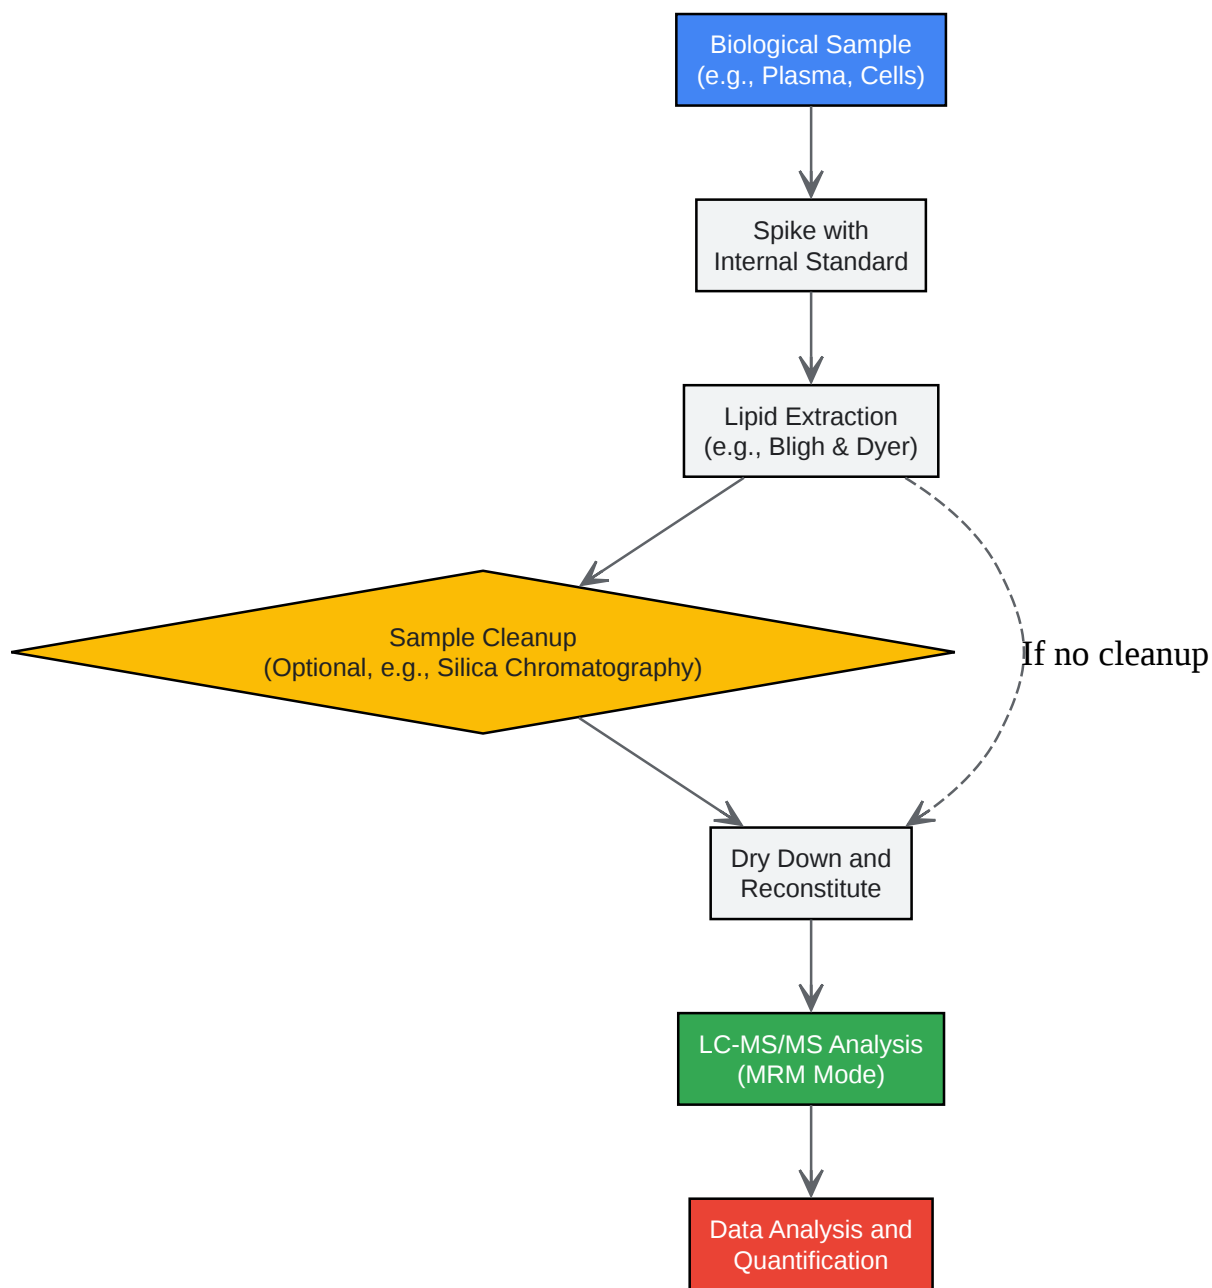 Biological Sample
(e.g., Plasma, Cells)
Spike with
Internal Standard
Lipid Extraction
(e.g., Bligh & Dyer)
Sample Cleanup
(Optional, e.g., Silica Chromatography)
If no cleanup
Dry Down and
Reconstitute
LC-MS/MS Analysis
(MRM Mode)
Data Analysis and
Quantification